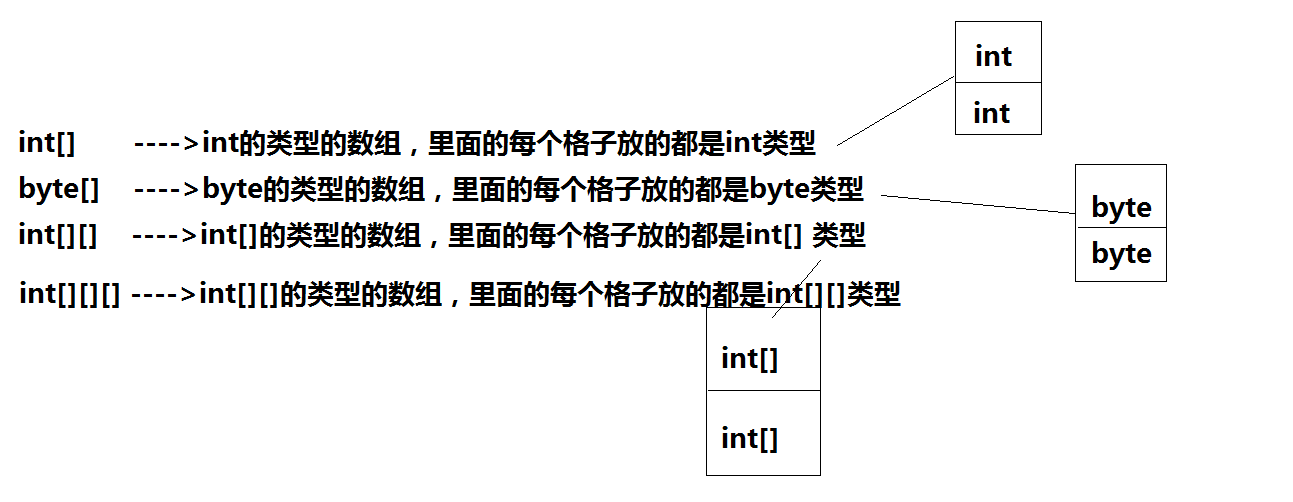 int
int
int[] ---->int的类型的数组，里面的每个格子放的都是int类型
byte[] ---->byte的类型的数组，里面的每个格子放的都是byte类型
byte
byte
int[][] ---->int[]的类型的数组，里面的每个格子放的都是int[] 类型
int[][][] ---->int[][]的类型的数组，里面的每个格子放的都是int[][]类型
int[]
int[]